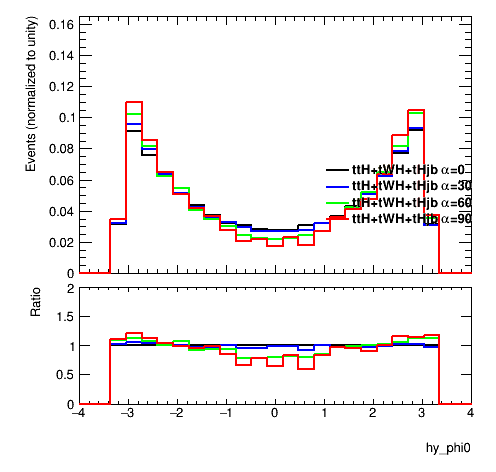 Events (normalized to unity)
0.16
0.14
0.12
0.1
0.08
0.06
0.04
0.02
0
ttH+tWH+tHjb α=0
ttH+tWH+tHjb α=30
ttH+tWH+tHjb α=60
ttH+tWH+tHjb α=90
Ratio
2
1.5
1
0.5
0
−4 −3 −2 −1 0 1 2 3 4
hy_phi0